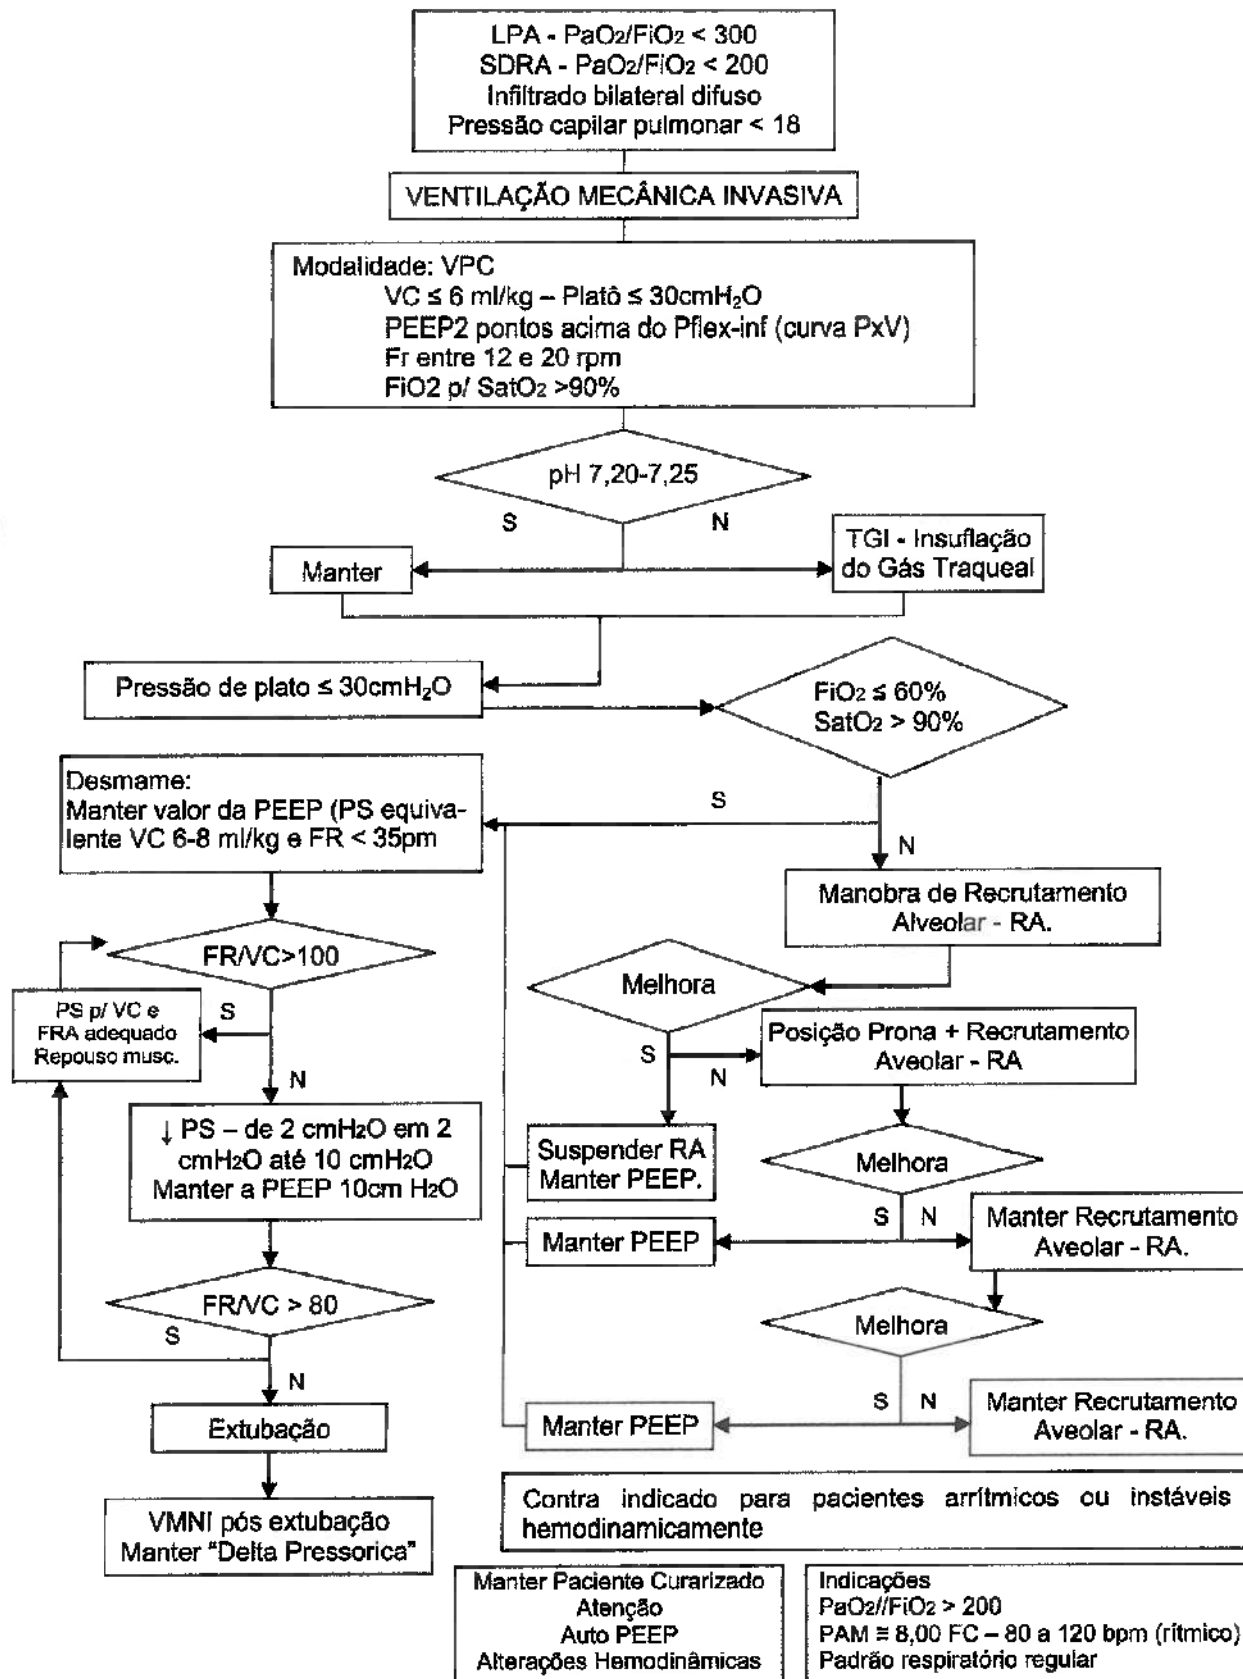 LPA - PaO2/FiO2 < 300
SDRA - PaO2/FiO2 < 200
Infiltrado bilateral difuso
Pressão capilar pulmonar < 18
VENTILAÇÃO MECÂNICA INVASIVA
Modalidade: VPC
VC ≤ 6 ml/kg – Platô ≤ 30cmH2O
PEEP2 pontos acima do Pflex-inf (curva PxV)
Fr entre 12 e 20 rpm
FiO2 p/ SatO2 >90%
pH 7,20-7,25
S
N
Manter
TGI - Insuflação
do Gás Traqueal
Pressão de plato ≤ 30cmH2O
FiO2 ≤ 60%
SatO2 > 90%
Desmame:
Manter valor da PEEP (PS equiva-
lente VC 6-8 ml/kg e FR < 35pm
S
N
Manobra de Recrutamento
Alveolar - RA.
FR/VC>100
Melhora
PS p/ VC e
FRA adequado
Repouso musc.
S
N
S
N
Posição Prona + Recrutamento
Aveolar - RA
↓ PS – de 2 cmH2O em 2
cmH2O até 10 cmH2O
Manter a PEEP 10cm H2O
Suspender RA
Manter PEEP.
Melhora
S
N
Manter PEEP
Manter Recrutamento
Aveolar - RA.
FR/VC > 80
S
N
Melhora
S
N
Manter PEEP
Manter Recrutamento
Aveolar - RA.
Extubação
VMNI pós extubação
Manter “Delta Pressorica”
Contra indicado para pacientes arrítmicos ou instáveis
hemodinamicamente
Manter Paciente Curarizado
Atenção
Auto PEEP
Alterações Hemodinâmicas
Indicações
PaO2//FiO2 > 200
PAM ≅ 8,00 FC – 80 a 120 bpm (rítmico)
Padrão respiratório regular